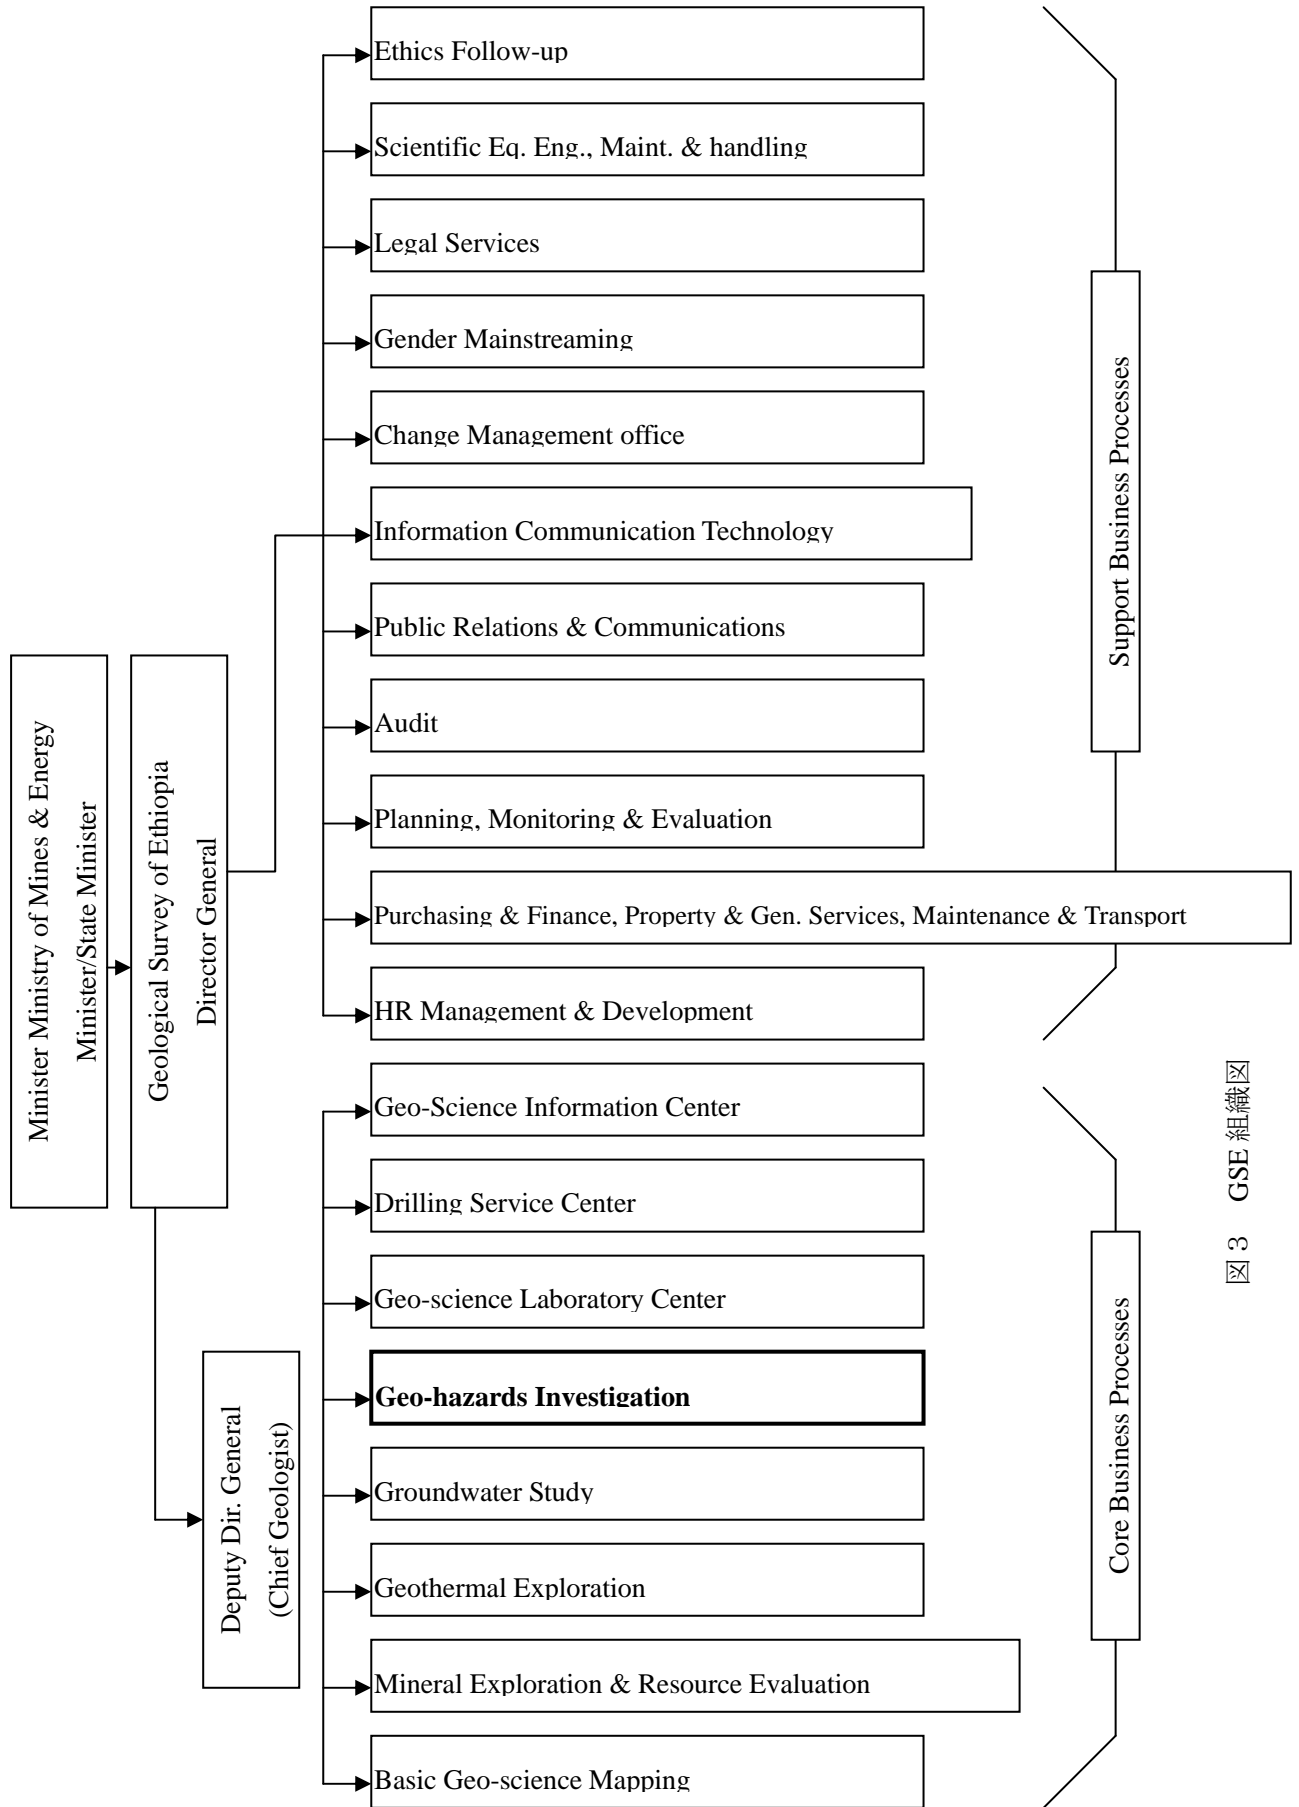 Minister Ministry of Mines & Energy
Minister/State Minister
Geological Survey of Ethiopia
Director General
Deputy Dir. General
(Chief Geologist)
Ethics Follow-up
Scientific Eq. Eng., Maint. & handling
Legal Services
Gender Mainstreaming
Change Management office
Information Communication Technology
Public Relations & Communications
Audit
Planning, Monitoring & Evaluation
Purchasing & Finance, Property & Gen. Services, Maintenance & Transport
HR Management & Development
Geo-Science Information Center
Drilling Service Center
Geo-science Laboratory Center
Geo-hazards Investigation
Groundwater Study
Geothermal Exploration
Mineral Exploration & Resource Evaluation
Basic Geo-science Mapping
Support Business Processes
Core Business Processes
図 3 GSE 組織図